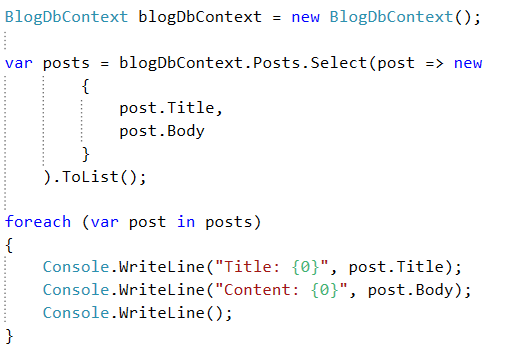 BlogDbContext blogDbContext = new BlogDbContext();
var posts = blogDbContext.Posts.Select(post => new
{
post.Title,
post.Body
}
).ToList();
foreach (var post in posts)
{
Console.WriteLine("Title: {0}", post.Title);
Console.WriteLine("Content: {0}", post.Body);
Console.WriteLine();
}